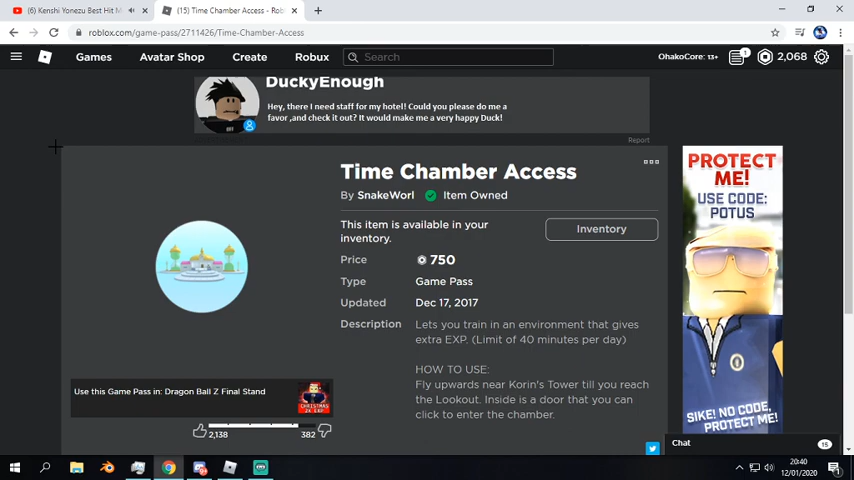 (6) Kenshi Yonezu Best Hit M
(15) Time Chamber Access - Rob
roblox.com/game-pass/2711426/Time-Chamber-Access
Games
Avatar Shop
Create
Robux
Search
OhakoCore: 13+
1
2,068
DuckyEnough
Hey, there I need staff for my hotel! Could you please do me a
favor ,and check it out? It would make me a very happy Duck!
Report
Time Chamber Access
By SnakeWorl Item Owned
This item is available in your
inventory.
Inventory
Price 750
Type Game Pass
Updated Dec 17, 2017
Description Lets you train in an environment that gives
extra EXP. (Limit of 40 minutes per day)
HOW TO USE:
Fly upwards near Korin's Tower till you reach
the Lookout. Inside is a door that you can
click to enter the chamber.
Use this Game Pass in: Dragon Ball Z Final Stand
CHRISTMAS
2X EXP
2,138
382
PROTECT
ME!
USE CODE:
POTUS
SIKE! NO CODE,
PROTECT ME!
Chat
15
20:40
12/01/2020
1